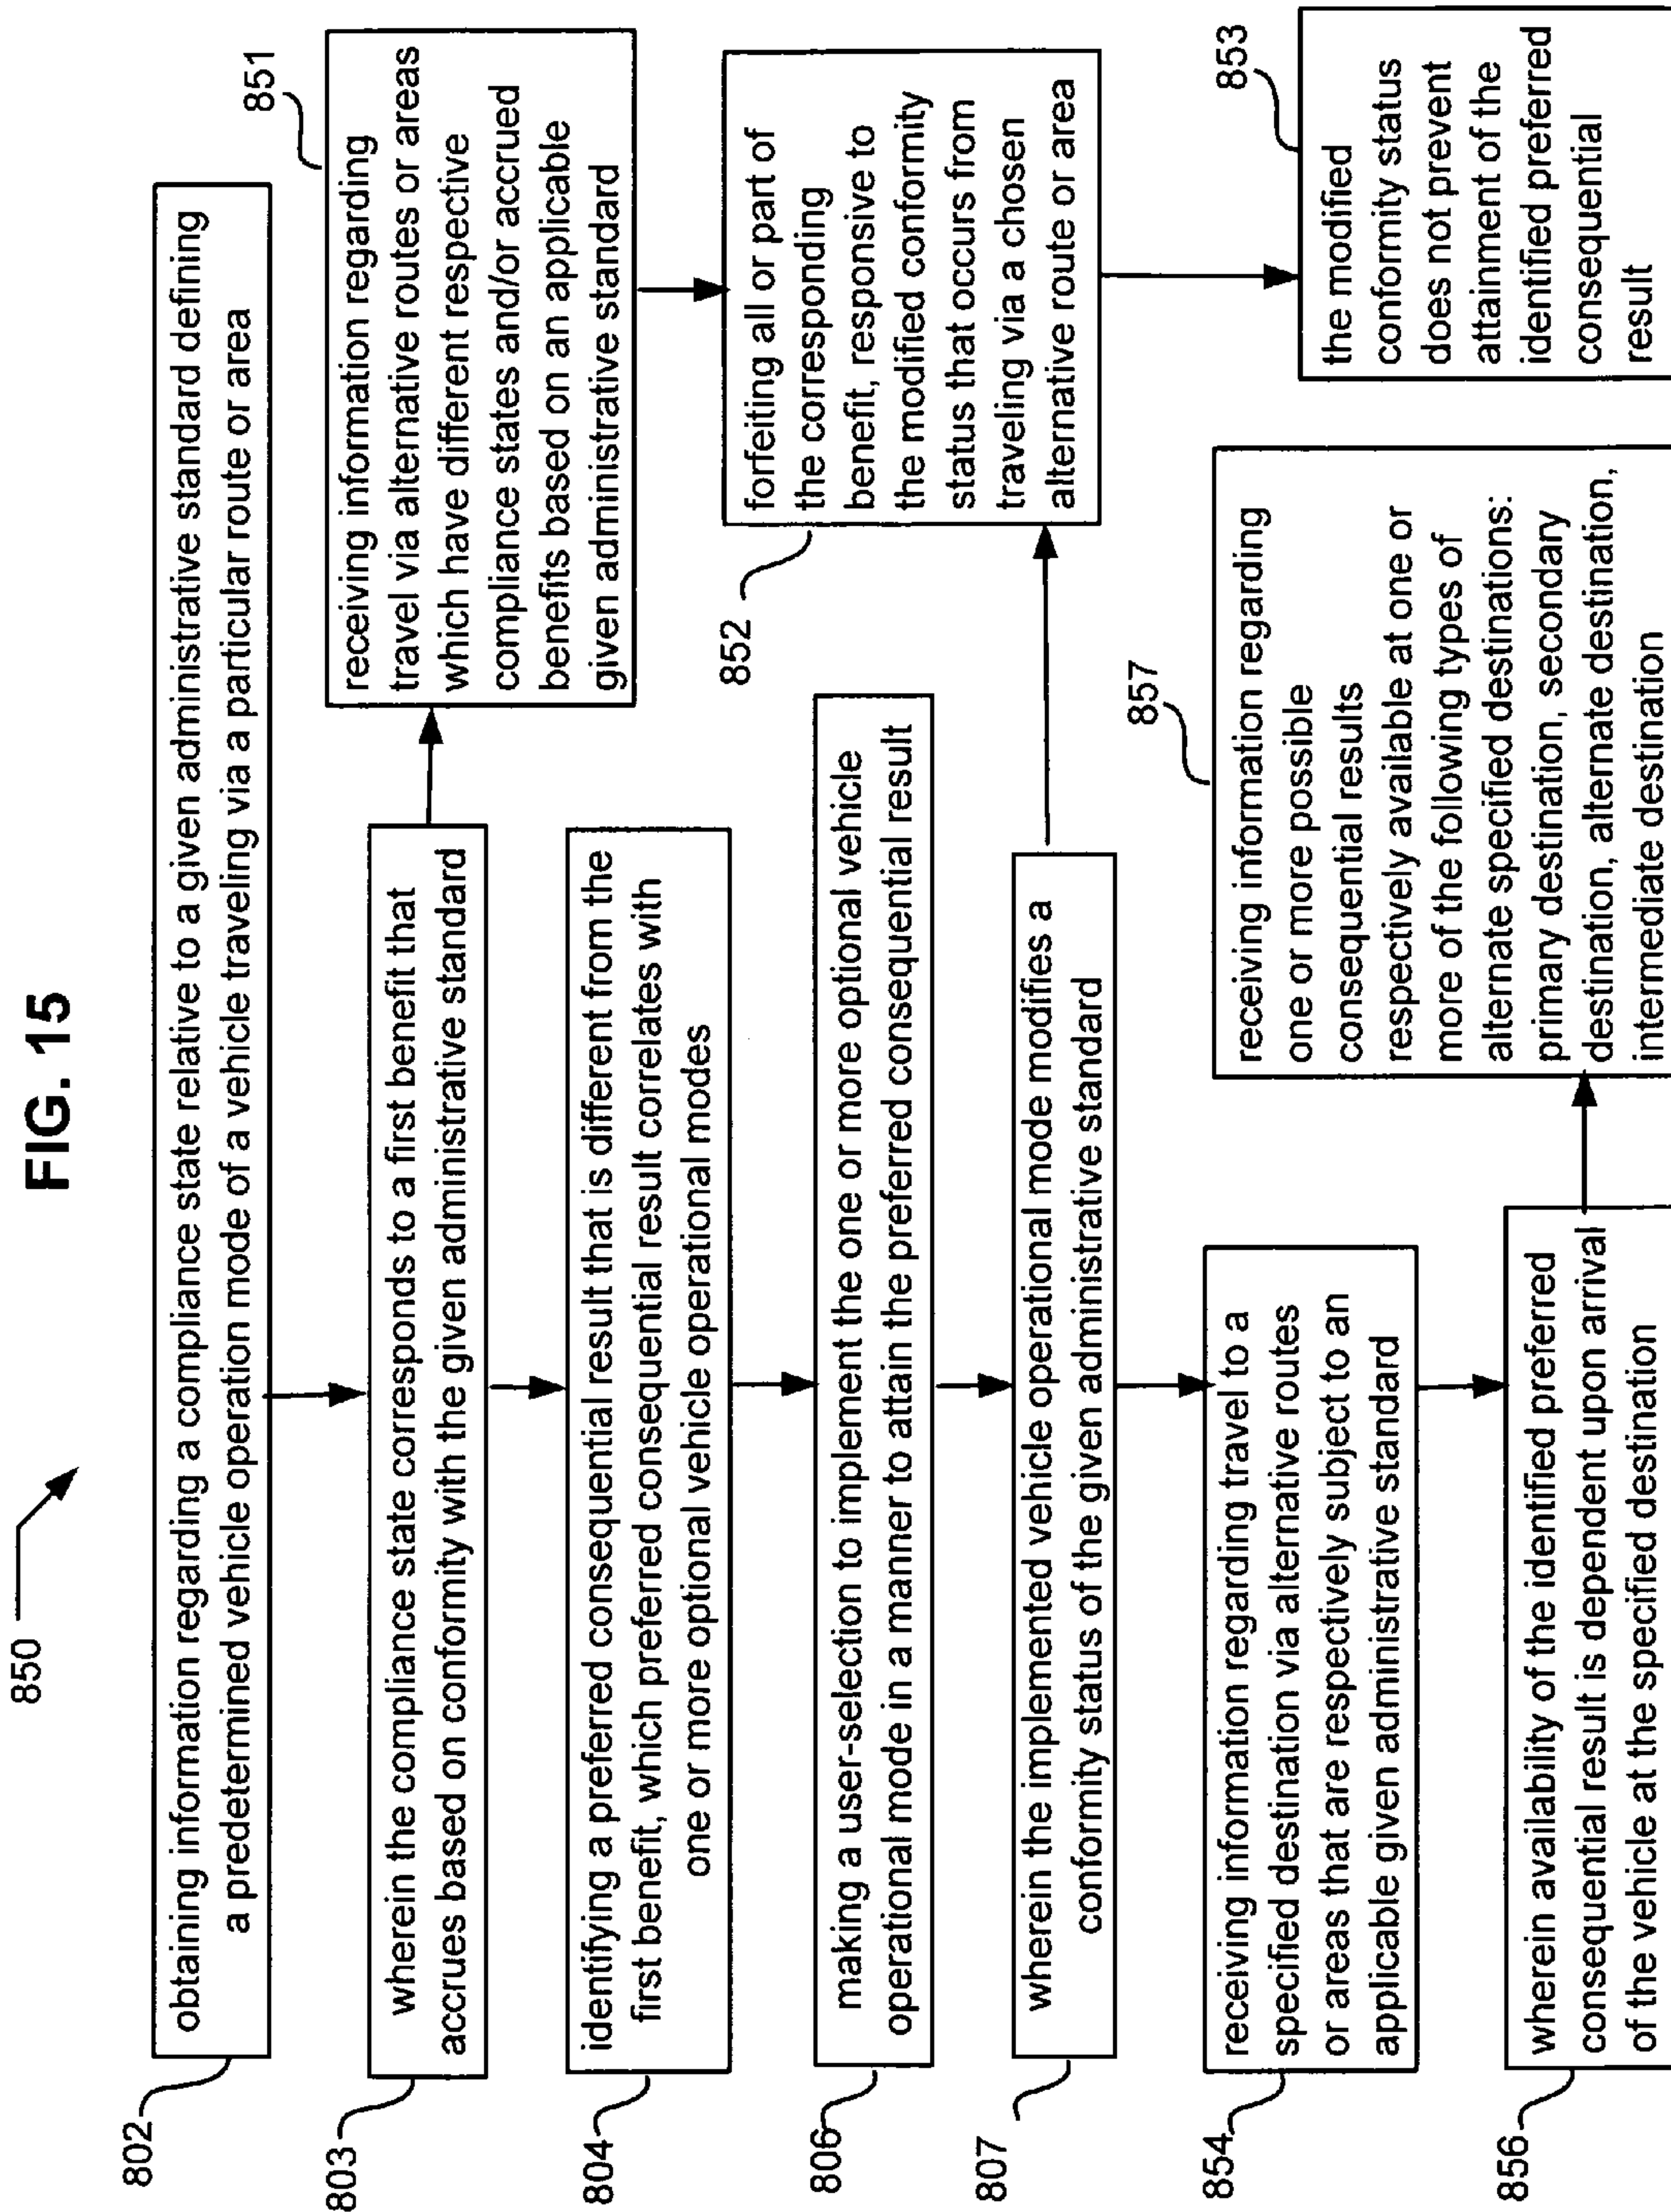 FIG. 15
850
802
obtaining information regarding a compliance state relative to a given administrative standard defining
a predetermined vehicle operation mode of a vehicle traveling via a particular route or area
803
wherein the compliance state corresponds to a first benefit that
accrues based on conformity with the given administrative standard
851
receiving information regarding
travel via alternative routes or areas
which have different respective
compliance states and/or accrued
benefits based on an applicable
given administrative standard
804
identifying a preferred consequential result that is different from the
first benefit, which preferred consequential result correlates with
one or more optional vehicle operational modes
852
forfeiting all or part of
the corresponding
benefit, responsive to
the modified conformity
status that occurs from
traveling via a chosen
alternative route or area
806
making a user-selection to implement the one or more optional vehicle
operational mode in a manner to attain the preferred consequential result
807
wherein the implemented vehicle operational mode modifies a
conformity status of the given administrative standard
853
the modified
conformity status
does not prevent
attainment of the
identified preferred
consequential
result
854
receiving information regarding travel to a
specified destination via alternative routes
or areas that are respectively subject to an
applicable given administrative standard
857
receiving information regarding
one or more possible
consequential results
respectively available at one or
more of the following types of
alternate specified destinations:
primary destination, secondary
destination, alternate destination,
intermediate destination
856
wherein availability of the identified preferred
consequential result is dependent upon arrival
of the vehicle at the specified destination